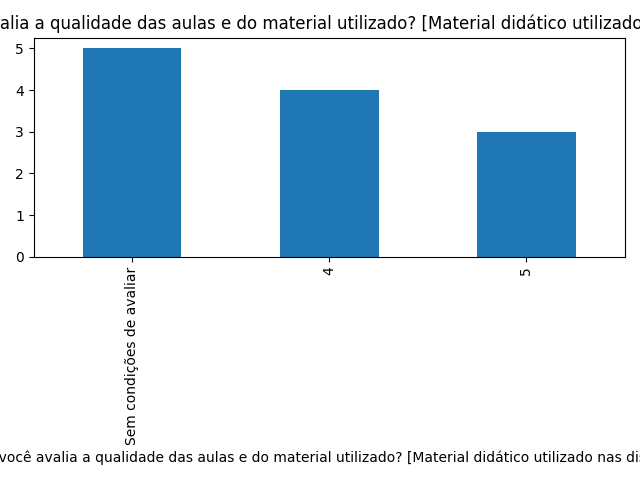 alia a qualidade das aulas e do material utilizado? [Material didático utilizado
5
4
3
2
1
0
Sem condições de avaliar
4
5
você avalia a qualidade das aulas e do material utilizado? [Material didático utilizado nas dis